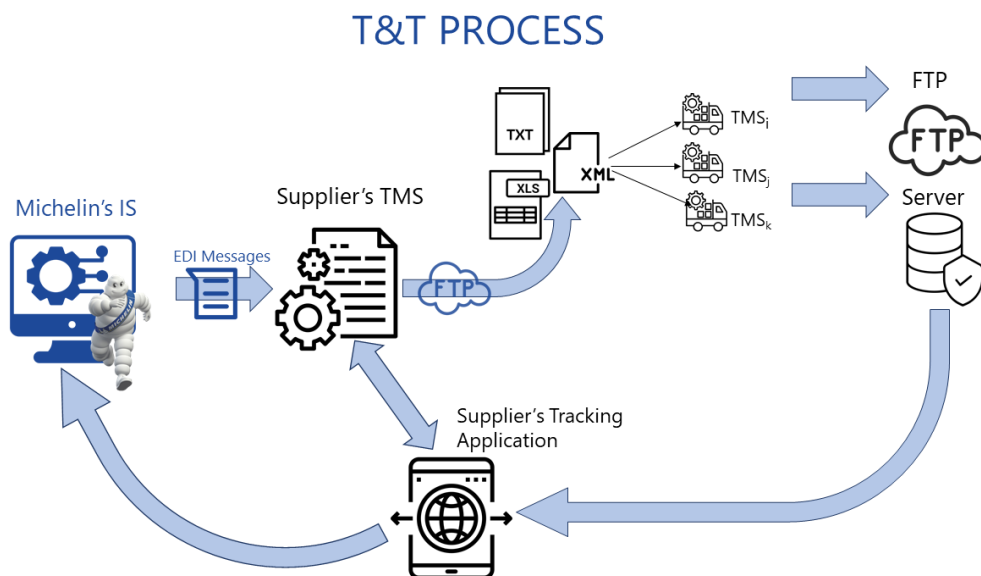 T&T PROCESS
TXT
XLS
XML
TMSi
TMSj
TMSk
FTP
FTP
Server
Michelin's IS
EDI Messages
Supplier's TMS
FTP
MICHELIN
Supplier's Tracking
Application